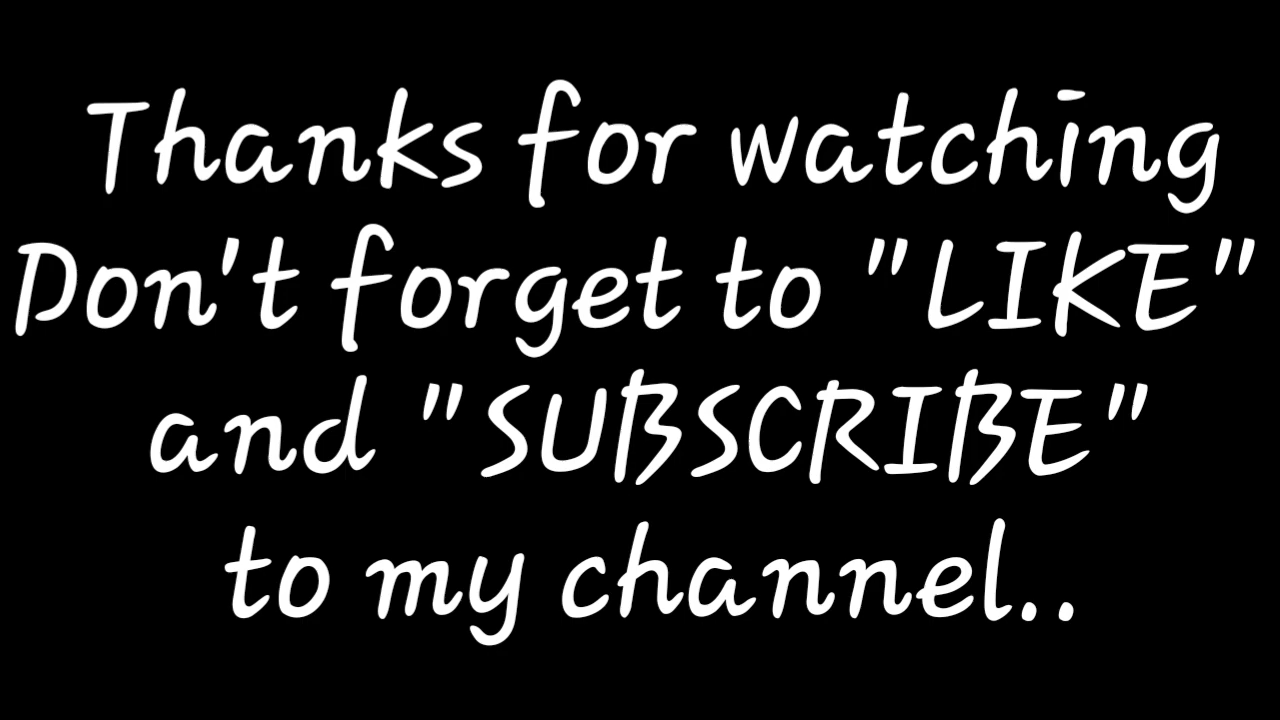 Thanks for watching
Don't forget to "LIKE"
and "SUBSCRIBE"
to my channel..